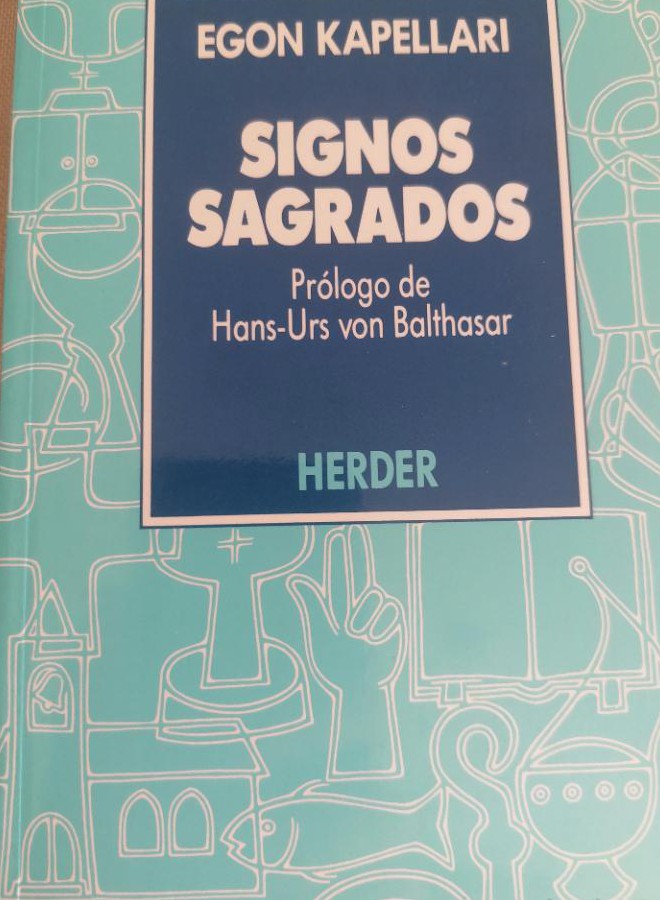 EGON KAPELLARI
SIGNOS
SAGRADOS
Prólogo de
Hans-Urs von Balthasar
HERDER